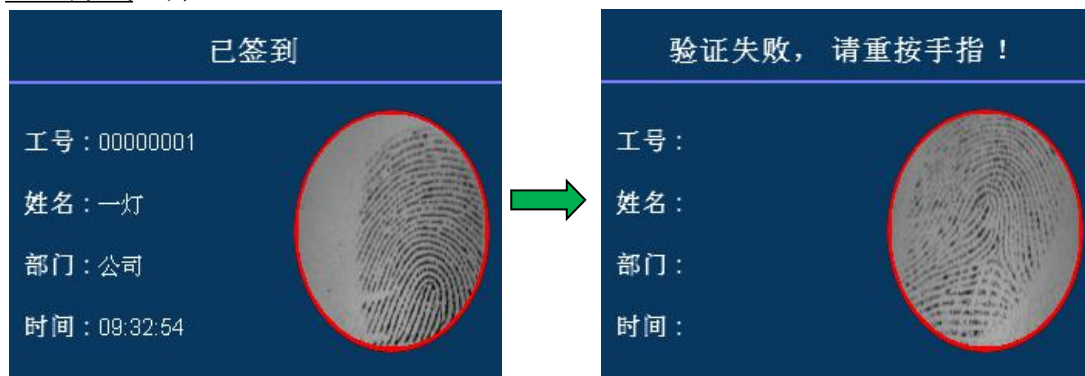 已签到
工号：00000001
姓名：一灯
部门：公司
时间：09:32:54
验证失败， 请重按手指！
工号：
姓名：
部门：
时间：